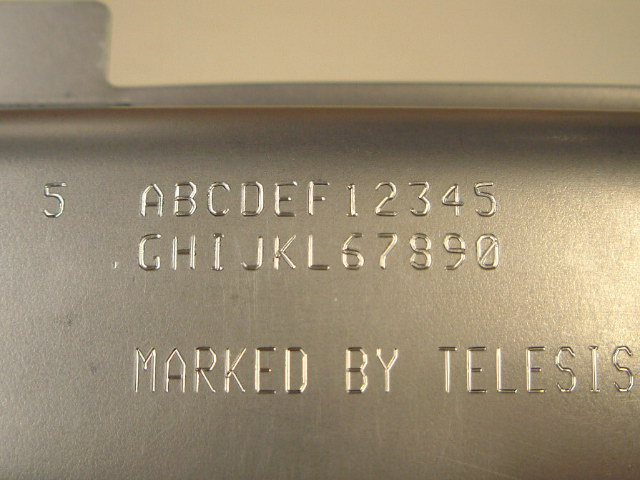 5 ABCDEF12345
GHIJKL67890
MARKED BY TELESIS